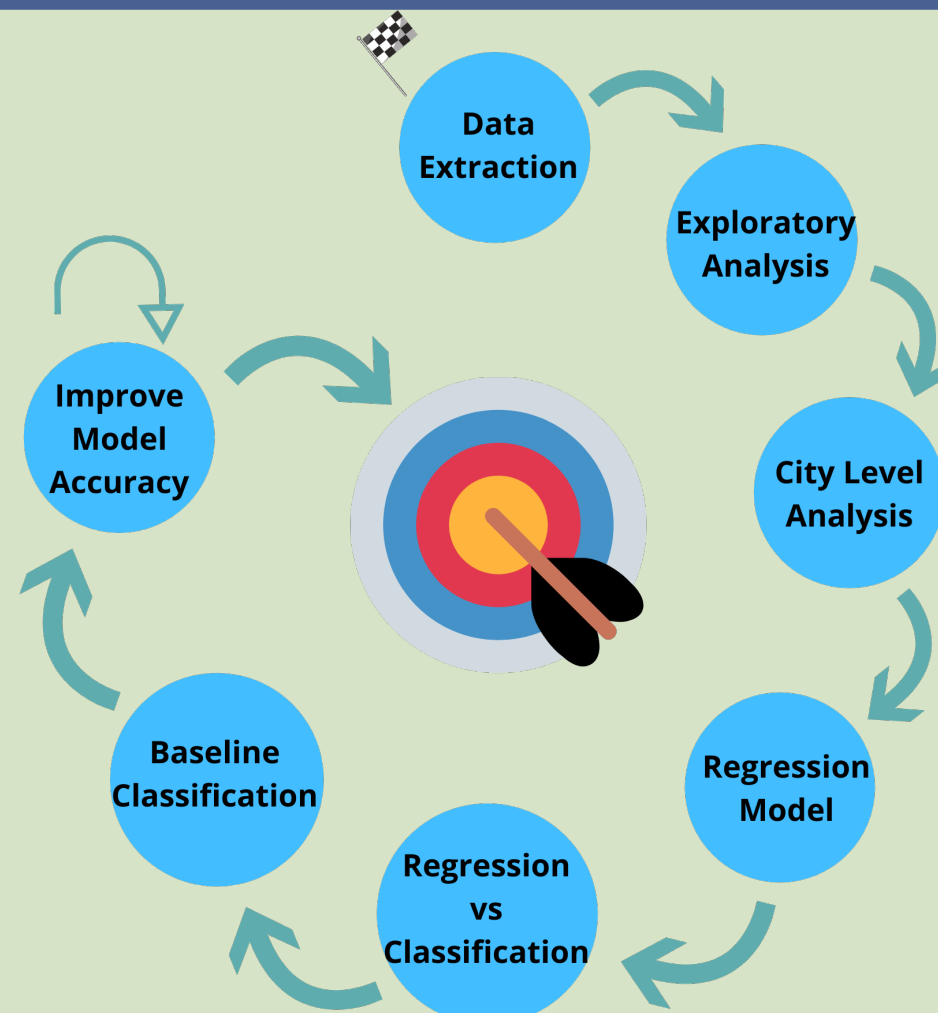 Data
Extraction
Exploratory
Analysis
City Level
Analysis
Regression
Model
Regression
vs
Classification
Baseline
Classification
Improve
Model
Accuracy